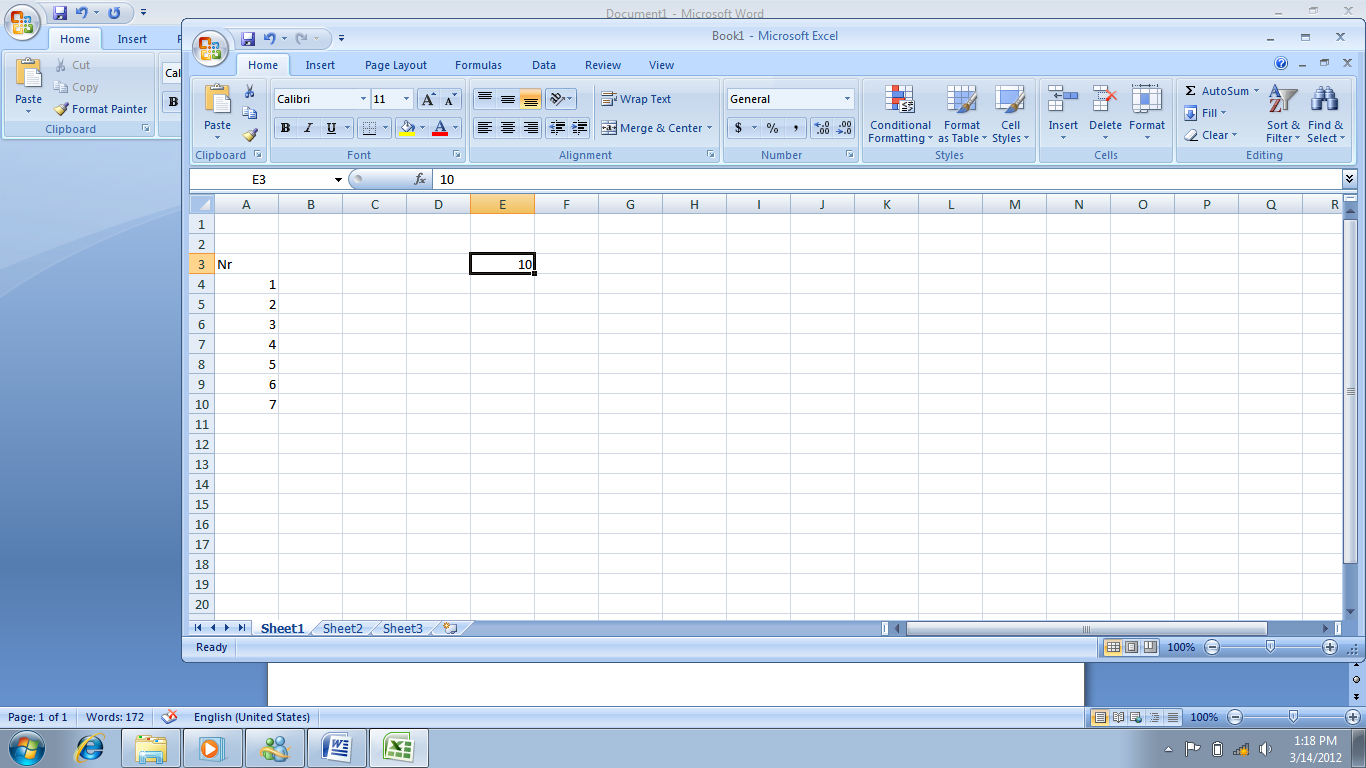 Document1 - Microsoft Word
Home Insert P
Paste Cut
Copy
Format Painter
Clipboard
Cal
B
Book1 - Microsoft Excel
Home Insert Page Layout Formulas Data Review View
Paste
Clipboard
Calibri 11
B I U A
Font
Wrap Text
Merge & Center
Alignment
General
$ % ,
Number
Conditional Formatting
Format as Table
Cell Styles
Styles
Insert Delete Format
Cells
Σ AutoSum
Fill
Clear
Sort & Filter
Find & Select
Editing
E3 fx 10
A B C D E F G H I J K L M N O P Q R
1
2
3 Nr 10
4 1
5 2
6 3
7 4
8 5
9 6
10 7
11
12
13
14
15
16
17
18
19
20
Sheet1 Sheet2 Sheet3
Ready 100%
Page: 1 of 1 Words: 172 English (United States) 100%
1:18 PM
3/14/2012